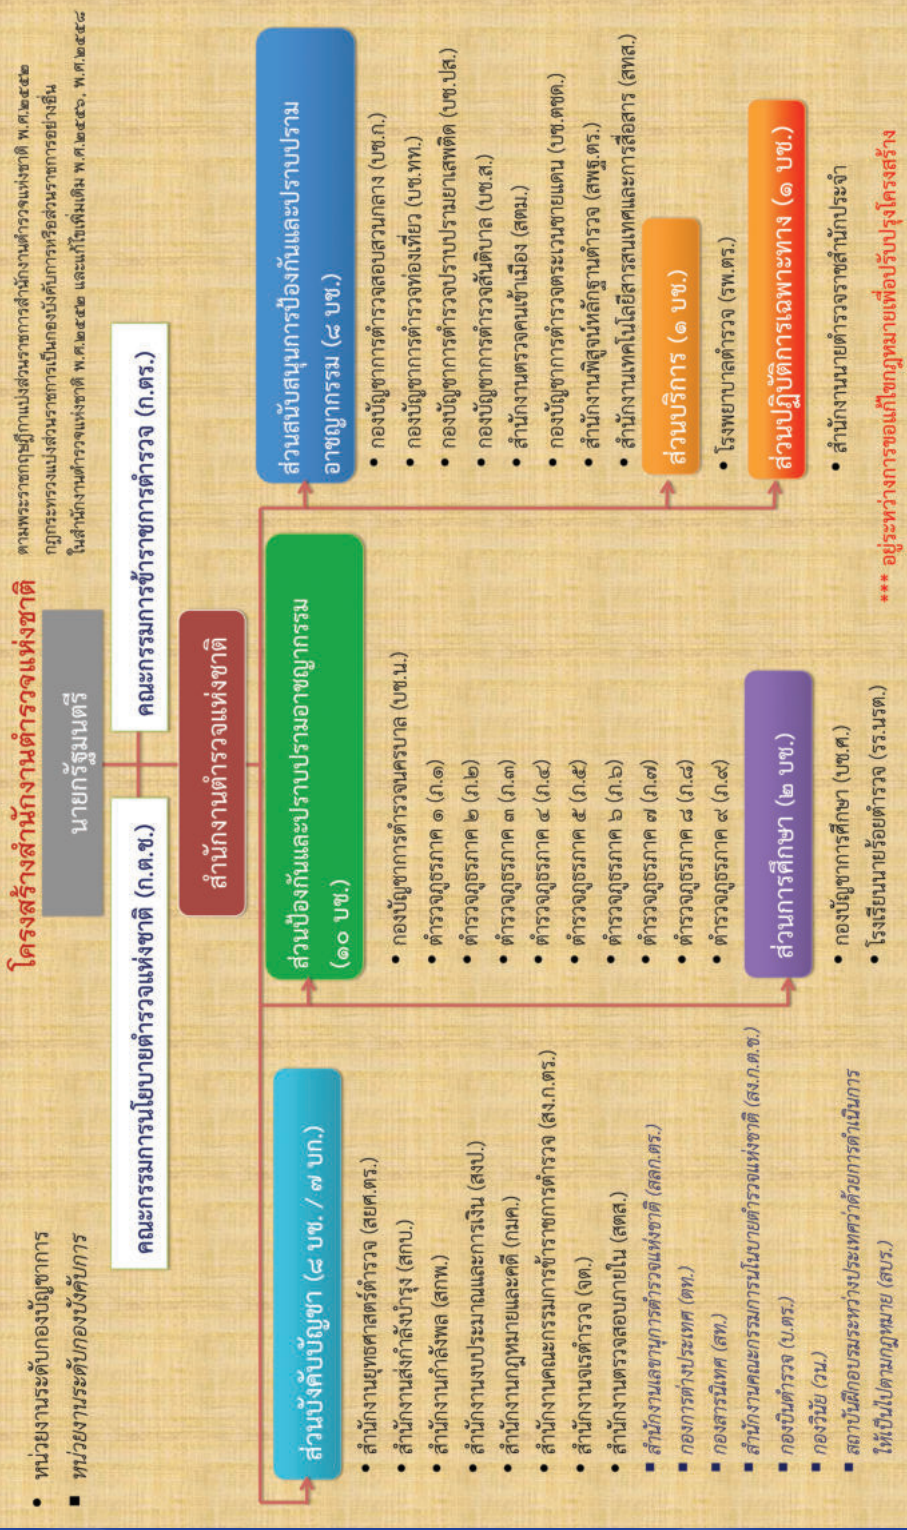 โครงสร้างสำนักงานตำรวจแห่งชาติ
ตามพระราชกฤษฎีกาแบ่งส่วนราชการสำนักงานตำรวจแห่งชาติ พ.ศ.๒๕๕๒
กฎกระทรวงแบ่งส่วนราชการเป็นกองบังคับการหรือส่วนราชการอย่างอื่น
ในสำนักงานตำรวจแห่งชาติ พ.ศ.๒๕๕๒ และแก้ไขเพิ่มเติม พ.ศ.๒๕๕๖, พ.ศ.๒๕๕๘
• หน่วยงานระดับกองบัญชาการ
▪ หน่วยงานระดับกองบังคับการ
นายกรัฐมนตรี
คณะกรรมการนโยบายตำรวจแห่งชาติ (ก.ต.ช.)
คณะกรรมการข้าราชการตำรวจ (ก.ตร.)
สำนักงานตำรวจแห่งชาติ
ส่วนบังคับบัญชา (๘ บช. / ๗ บก.)
• สำนักงานยุทธศาสตร์ตำรวจ (สยศ.ตร.)
• สำนักงานส่งกำลังบำรุง (สกบ.)
• สำนักงานกำลังพล (สกพ.)
• สำนักงานงบประมาณและการเงิน (สงป.)
• สำนักงานกฎหมายและคดี (กมค.)
• สำนักงานคณะกรรมการข้าราชการตำรวจ (สง.ก.ตร.)
• สำนักงานจเรตำรวจ (จต.)
• สำนักงานตรวจสอบภายใน (สตส.)
▪ สำนักงานเลขานุการตำรวจแห่งชาติ (สลก.ตร.)
▪ กองการต่างประเทศ (ตท.)
▪ กองสารนิเทศ (สท.)
▪ สำนักงานคณะกรรมการนโนบายตำรวจแห่งชาติ (สง.ก.ต.ช.)
▪ กองบินตำรวจ (บ.ตร.)
▪ กองวินัย (วน.)
▪ สถาบันฝึกอบรมระหว่างประเทศว่าด้วยการดำเนินการ
ให้เป็นไปตามกฎหมาย (สบร.)
ส่วนป้องกันและปราบปรามอาชญากรรม
(๑๐ บช.)
• กองบัญชาการตำรวจนครบาล (บช.น.)
• ตำรวจภูธรภาค ๑ (ภ.๑)
• ตำรวจภูธรภาค ๒ (ภ.๒)
• ตำรวจภูธรภาค ๓ (ภ.๓)
• ตำรวจภูธรภาค ๔ (ภ.๔)
• ตำรวจภูธรภาค ๕ (ภ.๕)
• ตำรวจภูธรภาค ๖ (ภ.๖)
• ตำรวจภูธรภาค ๗ (ภ.๗)
• ตำรวจภูธรภาค ๘ (ภ.๘)
• ตำรวจภูธรภาค ๙ (ภ.๙)
ส่วนการศึกษา (๒ บช.)
• กองบัญชาการศึกษา (บช.ศ.)
• โรงเรียนนายร้อยตำรวจ (รร.นรต.)
ส่วนสนับสนุนการป้องกันและปราบปราม
อาชญากรรม (๘ บช.)
• กองบัญชาการตำรวจสอบสวนกลาง (บช.ก.)
• กองบัญชาการตำรวจท่องเที่ยว (บช.ทท.)
• กองบัญชาการตำรวจปราบปรามยาเสพติด (บช.ปส.)
• กองบัญชาการตำรวจสันติบาล (บช.ส.)
• สำนักงานตรวจคนเข้าเมือง (สตม.)
• กองบัญชาการตำรวจตระเวนชายแดน (บช.ตชด.)
• สำนักงานพิสูจน์หลักฐานตำรวจ (สพฐ.ตร.)
• สำนักงานเทคโนโลยีสารสนเทศและการสื่อสาร (สทส.)
ส่วนบริการ (๑ บช.)
• โรงพยาบาลตำรวจ (รพ.ตร.)
ส่วนปฏิบัติการเฉพาะทาง (๑ บช.)
• สำนักงานนายตำรวจราชสำนักประจำ
*** อยู่ระหว่างการขอแก้ไขกฎหมายเพื่อปรับปรุงโครงสร้าง